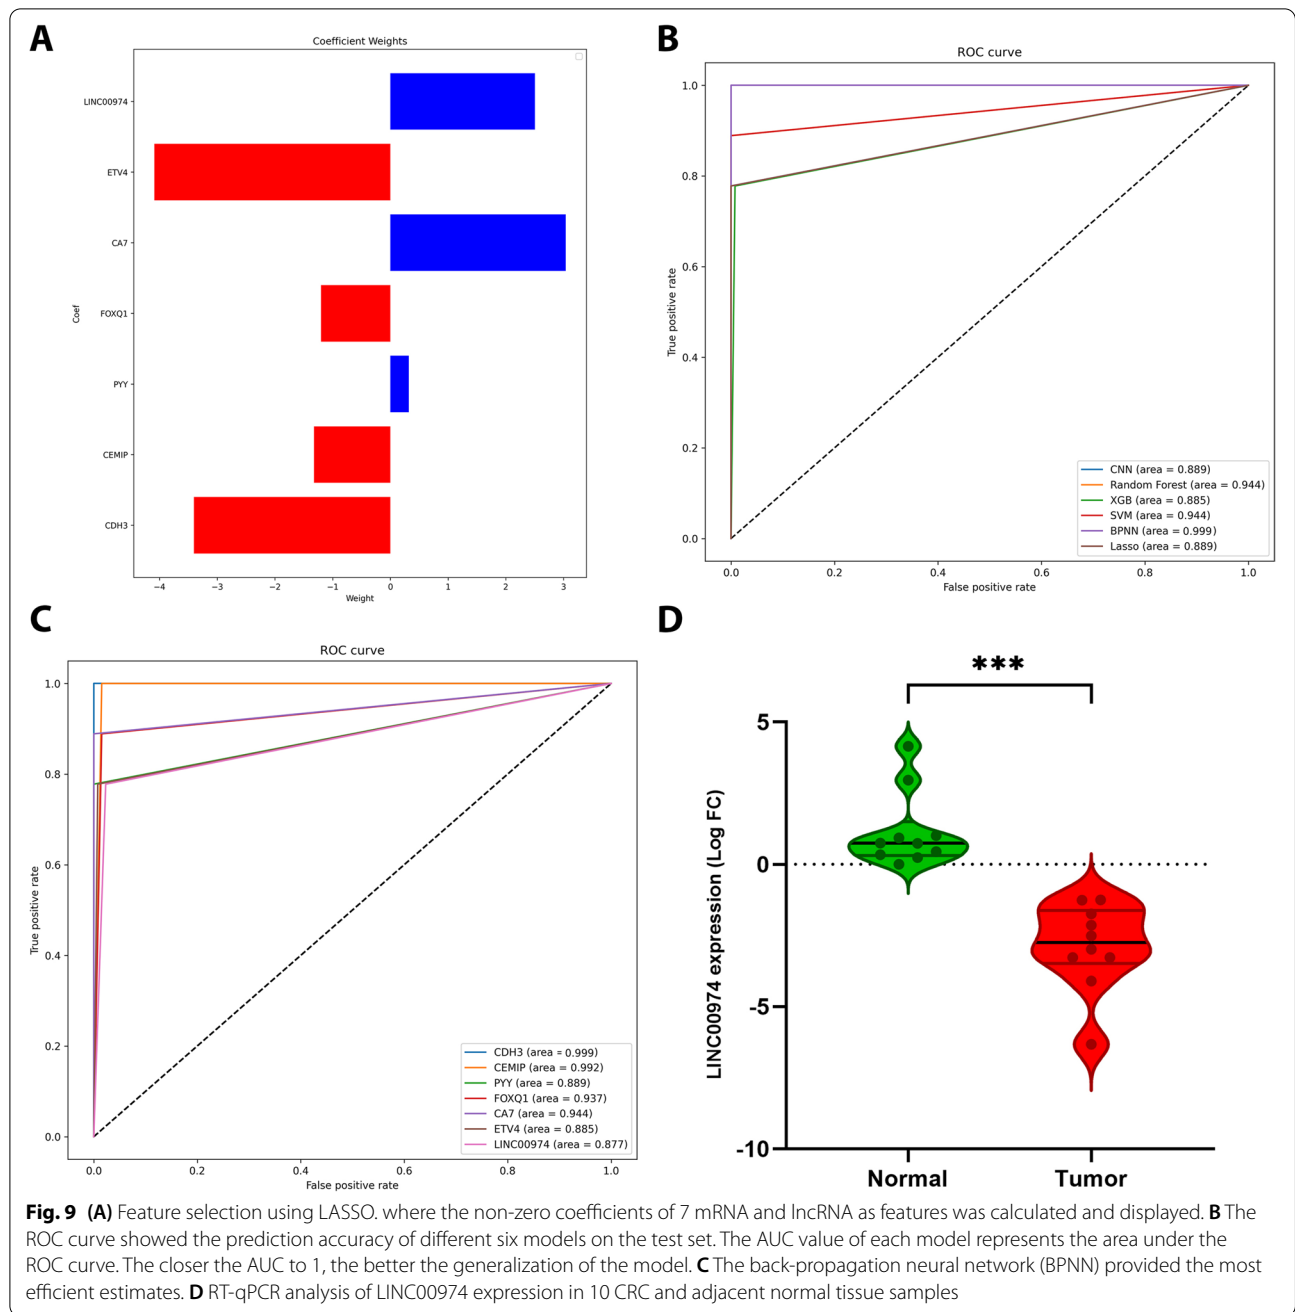 A
Coefficient Weights
LINC00974
ETV4
CA7
FOXQ1
PYY
CEMIP
CDH3
Coef
−4 −3 −2 −1 0 1 2 3
Weight
B
ROC curve
1.0
0.8
0.6
0.4
0.2
0.0
True positive rate
CNN (area = 0.889)
Random Forest (area = 0.944)
XGB (area = 0.885)
SVM (area = 0.944)
BPNN (area = 0.999)
Lasso (area = 0.889)
0.0 0.2 0.4 0.6 0.8 1.0
False positive rate
C
ROC curve
1.0
0.8
0.6
0.4
0.2
0.0
True positive rate
CDH3 (area = 0.999)
CEMIP (area = 0.992)
PYY (area = 0.889)
FOXQ1 (area = 0.937)
CA7 (area = 0.944)
ETV4 (area = 0.885)
LINC00974 (area = 0.877)
0.0 0.2 0.4 0.6 0.8 1.0
False positive rate
D
***
5
0
-5
-10
LINC00974 expression (Log FC)
Normal Tumor
Fig. 9 (A) Feature selection using LASSO. where the non-zero coefficients of 7 mRNA and lncRNA as features was calculated and displayed. B The
ROC curve showed the prediction accuracy of different six models on the test set. The AUC value of each model represents the area under the
ROC curve. The closer the AUC to 1, the better the generalization of the model. C The back-propagation neural network (BPNN) provided the most
efficient estimates. D RT-qPCR analysis of LINC00974 expression in 10 CRC and adjacent normal tissue samples